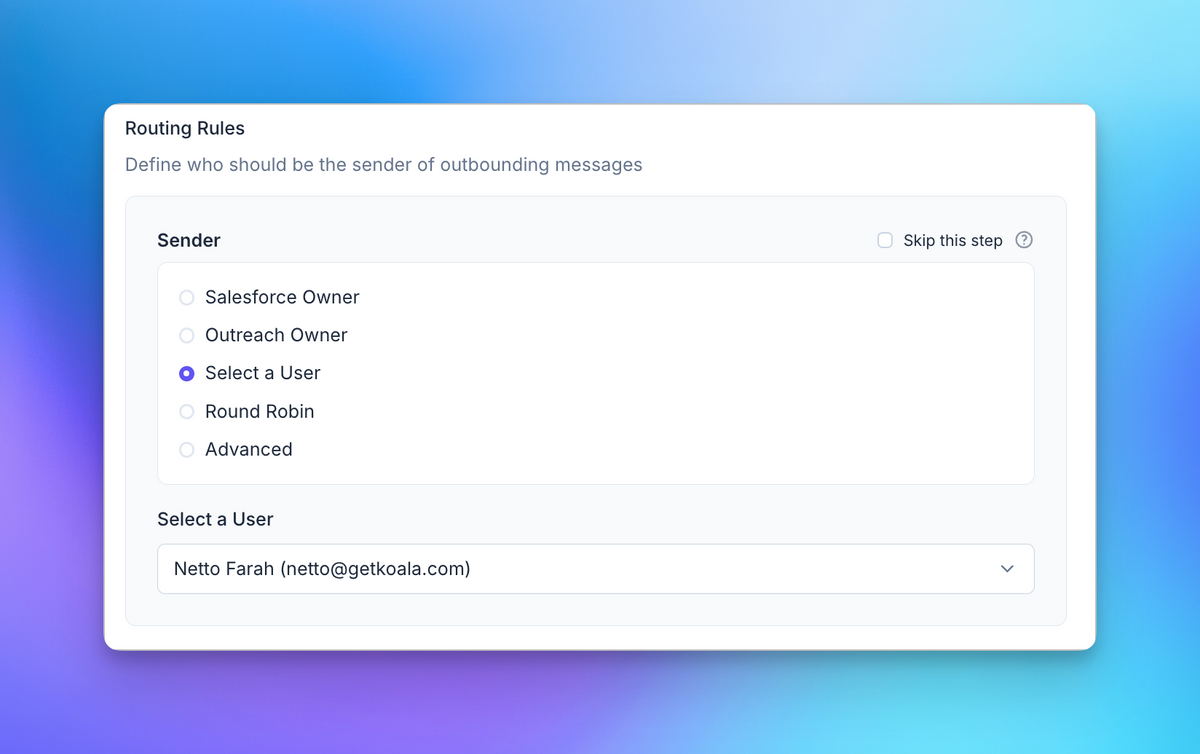 Routing Rules
Define who should be the sender of outbounding messages
Sender
Skip this step
Salesforce Owner
Outreach Owner
Select a User
Round Robin
Advanced
Select a User
Netto Farah (netto@getkoala.com)